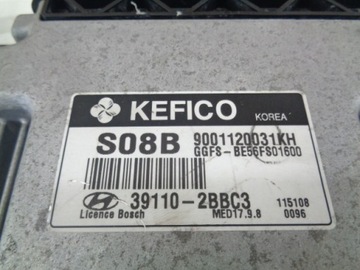 KEFICO
KOREA
S08B 9001120031KH
GGFS-BE56FS01600
39110-2BBC3
Licence Bosch MED17.9.8
115108
0096